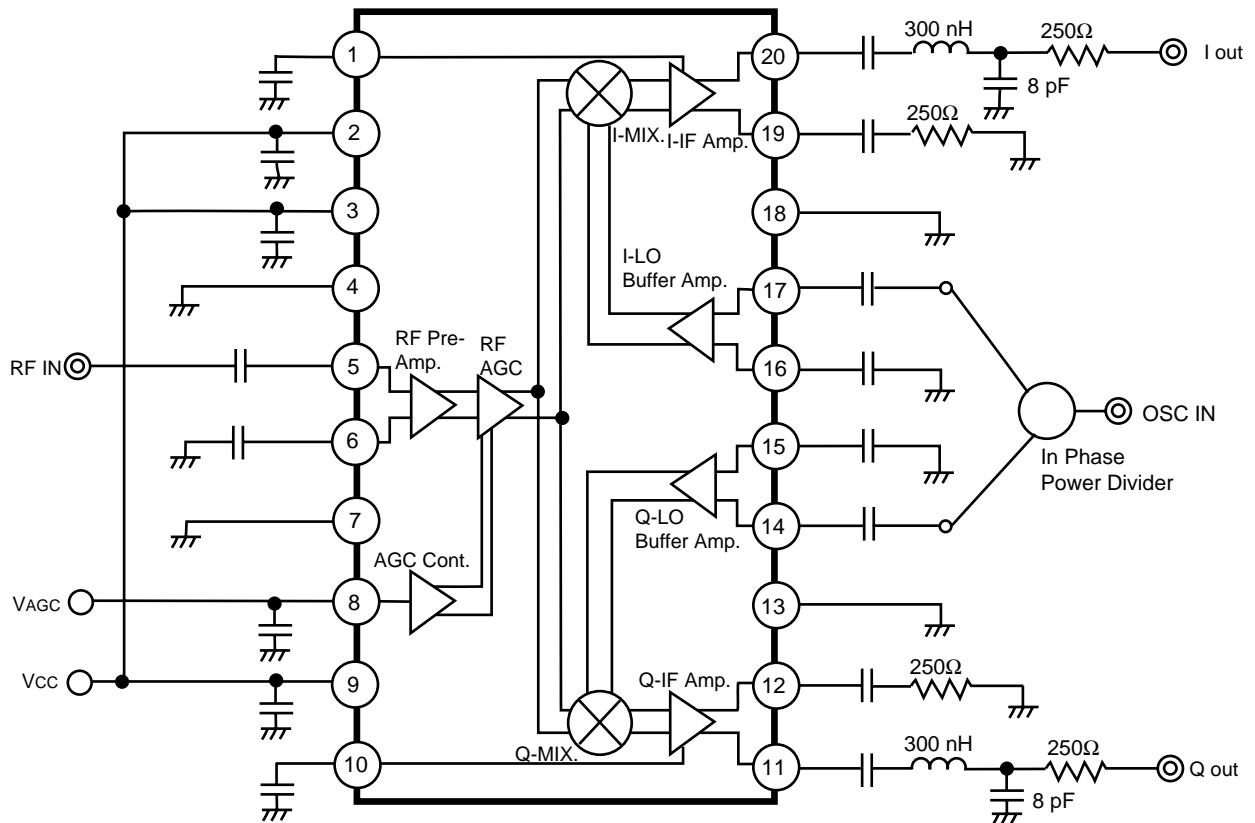 1
2
3
4
5
6
7
8
9
10
20
19
18
17
16
15
14
13
12
11
RF IN
VAGC
VCC
RF Pre-
Amp.
RF
AGC
AGC Cont.
I-MIX.
I-IF Amp.
I-LO
Buffer Amp.
Q-LO
Buffer Amp.
Q-IF Amp.
Q-MIX.
300 nH
250Ω
I out
8 pF
250Ω
OSC IN
In Phase
Power Divider
250Ω
300 nH
250Ω
Q out
8 pF